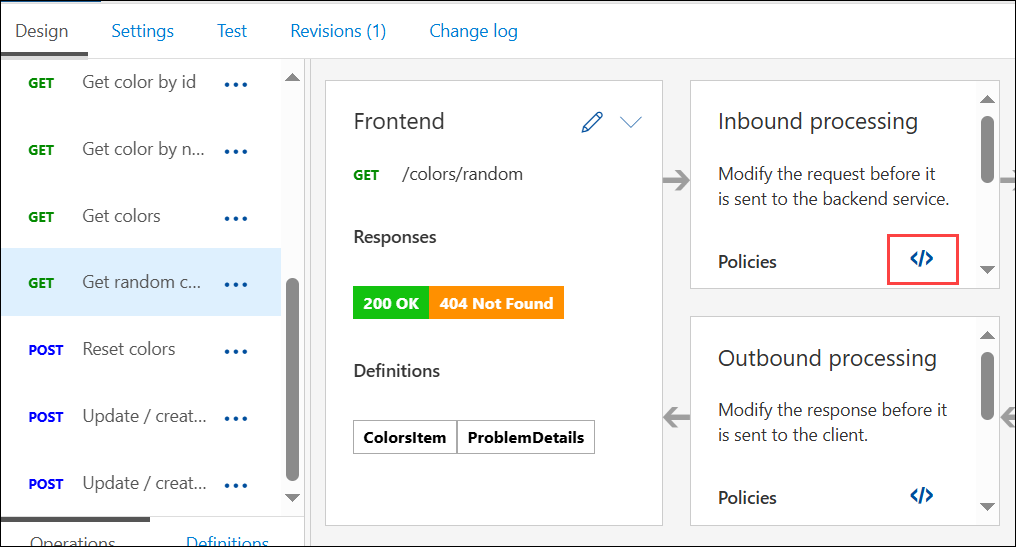 Design Settings Test Revisions (1) Change log
GET Get color by id •••
GET Get color by n... •••
GET Get colors •••
GET Get random c... •••
POST Reset colors •••
POST Update / creat... •••
POST Update / creat... •••
Operations Definitions
Frontend
GET /colors/random
Responses
200 OK 404 Not Found
Definitions
ColorsItem ProblemDetails
Inbound processing
Modify the request before it
is sent to the backend service.
Policies </>
Outbound processing
Modify the response before it
is sent to the client.
Policies </>